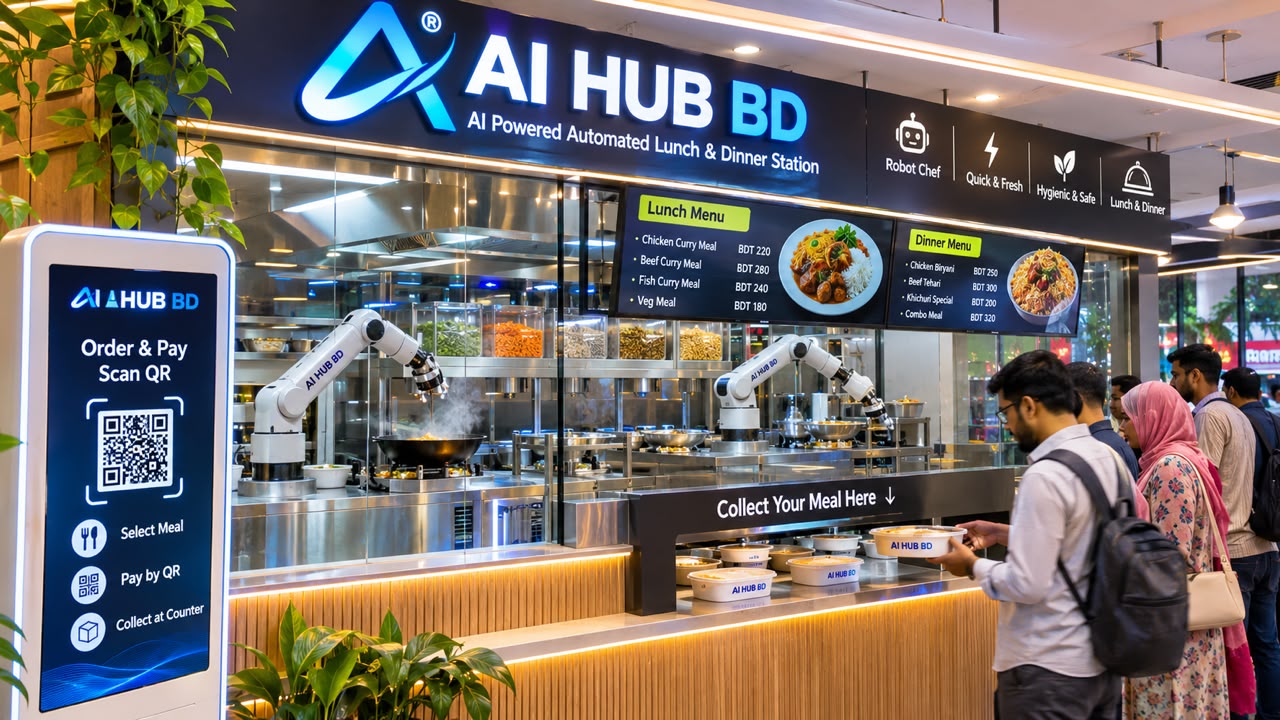 ®
AI HUB BD
AI Powered Automated Lunch & Dinner Station
Robot Chef
Quick & Fresh
Hygienic & Safe
Lunch & Dinner
Lunch Menu
• Chicken Curry Meal BDT 220
• Beef Curry Meal BDT 280
• Fish Curry Meal BDT 240
• Veg Meal BDT 180
Dinner Menu
• Chicken Biryani BDT 250
• Beef Tehari BDT 300
• Khichuri Special BDT 200
• Combo Meal BDT 320
AI HUB BD
Order & Pay
Scan QR
Select Meal
Pay by QR
Collect at Counter
AI HUB BD
AI HUB BD
Collect Your Meal Here ↓
AI HUB BD
AI HUB BD
AI HUB BD